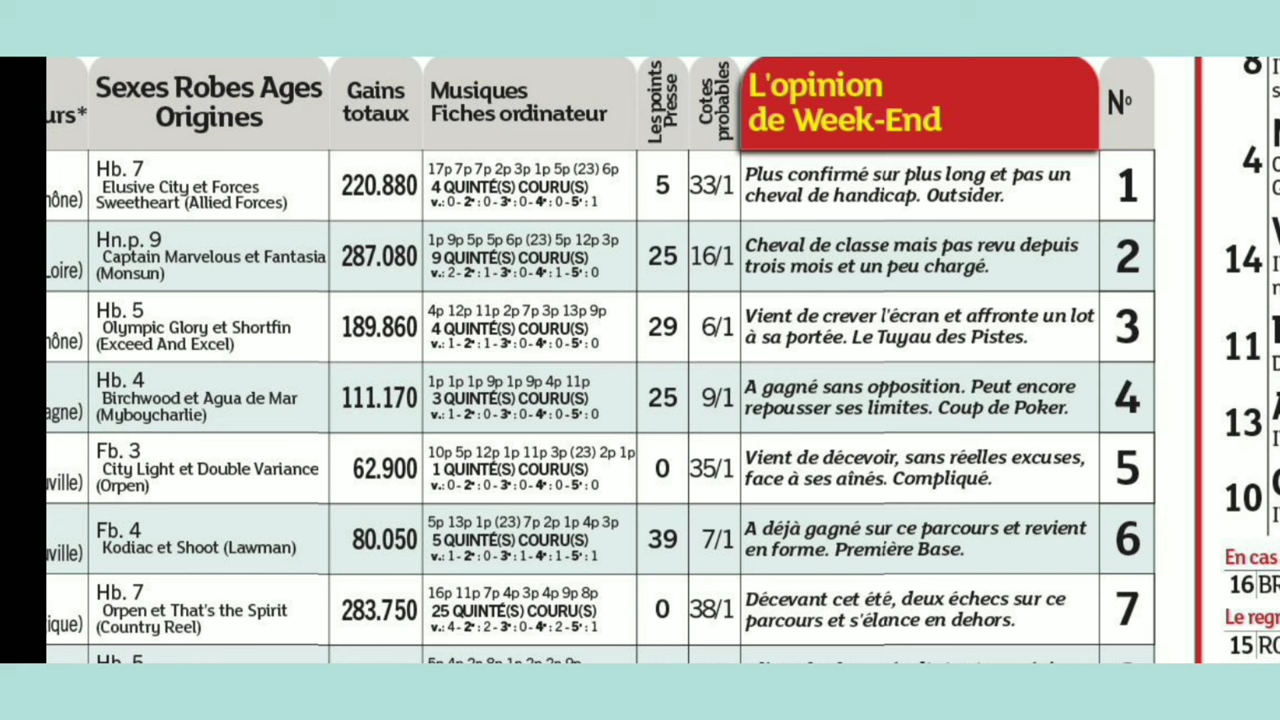 urs*
Sexes Robes Ages
Origines
Gains
totaux
Musiques
Fiches ordinateur
Les points
Presse
Cotes
probables
L'opinion
de Week-End
N°
hône)
Hb. 7
Elusive City et Forces
Sweetheart (Allied Forces)
220.880
17p 7p 7p 2p 3p 1p 5p (23) 6p
4 QUINTÉ(S) COURU(S)
v.: 0 - 2e : 0 - 3e : 0 - 4e : 0 - 5e : 1
5
33/1
Plus confirmé sur plus long et pas un
cheval de handicap. Outsider.
1
Loire)
Hn.p. 9
Captain Marvelous et Fantasia
(Monsun)
287.080
1p 9p 5p 5p 6p (23) 5p 12p 3p
9 QUINTÉ(S) COURU(S)
v.: 2 - 2e : 1 - 3e : 0 - 4e : 1 - 5e : 0
25
16/1
Cheval de classe mais pas revu depuis
trois mois et un peu chargé.
2
hône)
Hb. 5
Olympic Glory et Shortfin
(Exceed And Excel)
189.860
4p 12p 11p 2p 7p 3p 13p 9p
4 QUINTÉ(S) COURU(S)
v.: 1 - 2e : 1 - 3e : 0 - 4e : 0 - 5e : 0
29
6/1
Vient de crever l'écran et affronte un lot
à sa portée. Le Tuyau des Pistes.
3
agne)
Hb. 4
Birchwood et Agua de Mar
(Myboycharlie)
111.170
1p 1p 1p 9p 1p 9p 4p 11p
3 QUINTÉ(S) COURU(S)
v.: 1 - 2e : 0 - 3e : 0 - 4e : 0 - 5e : 0
25
9/1
A gagné sans opposition. Peut encore
repousser ses limites. Coup de Poker.
4
uville)
Fb. 3
City Light et Double Variance
(Orpen)
62.900
10p 5p 12p 1p 11p 3p (23) 2p 1p
1 QUINTÉ(S) COURU(S)
v.: 0 - 2e : 0 - 3e : 0 - 4e : 0 - 5e : 0
0
35/1
Vient de décevoir, sans réelles excuses,
face à ses aînés. Compliqué.
5
uville)
Fb. 4
Kodiac et Shoot (Lawman)
80.050
5p 13p 1p (23) 7p 2p 1p 4p 3p
5 QUINTÉ(S) COURU(S)
v.: 1 - 2e : 0 - 3e : 1 - 4e : 1 - 5e : 1
39
7/1
A déjà gagné sur ce parcours et revient
en forme. Première Base.
6
ique)
Hb. 7
Orpen et That's the Spirit
(Country Reel)
283.750
16p 11p 7p 4p 3p 4p 9p 8p
25 QUINTÉ(S) COURU(S)
v.: 4 - 2e : 2 - 3e : 0 - 4e : 2 - 5e : 1
0
38/1
Décevant cet été, deux échecs sur ce
parcours et s'élance en dehors.
7
Hb. 5
8
4
14
11
13
10
En cas
16 BR
Le regr
15 RO